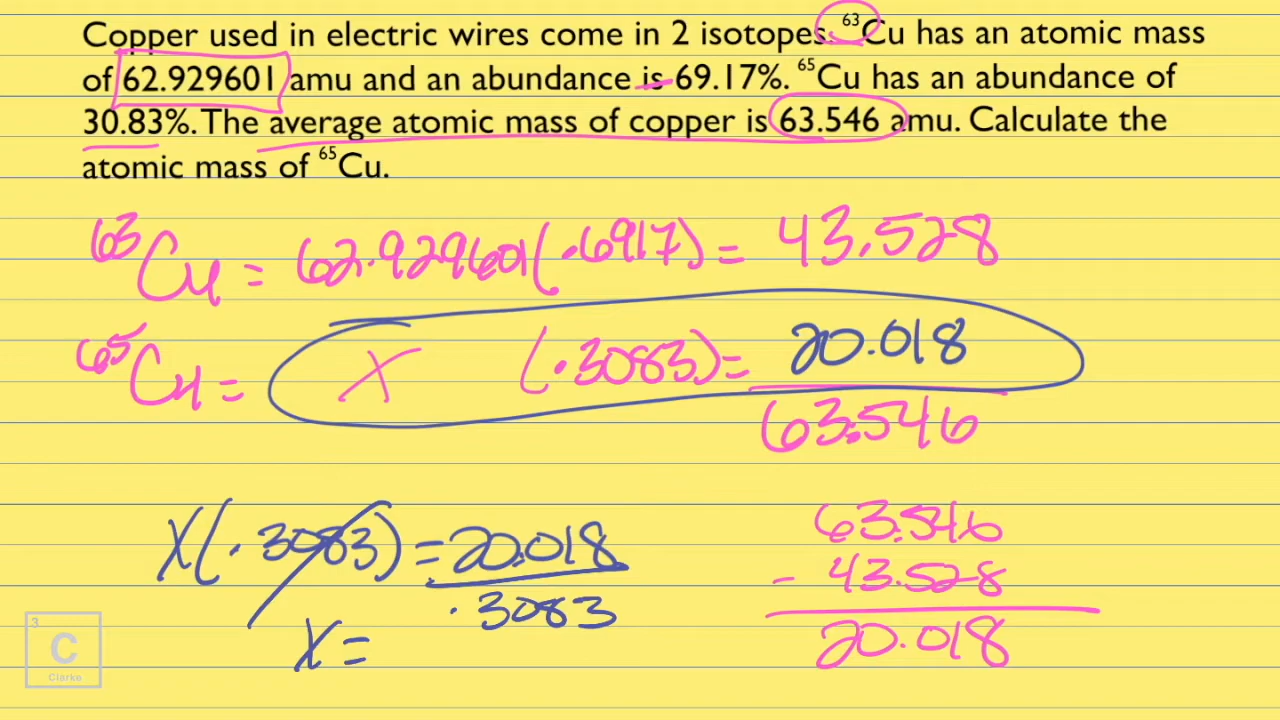 Copper used in electric wires come in 2 isotopes. ⁶³Cu has an atomic mass
of 62.929601 amu and an abundance is 69.17%. ⁶⁵Cu has an abundance of
30.83%. The average atomic mass of copper is 63.546 amu. Calculate the
atomic mass of ⁶⁵Cu.
⁶³Cu = 62.929601(.6917) = 43.528
⁶⁵Cu = X (.3083) = 20.018
63.546
X(.3083) = 20.018
.3083
X =
63.546
- 43.528
20.018
3
C
Clarke